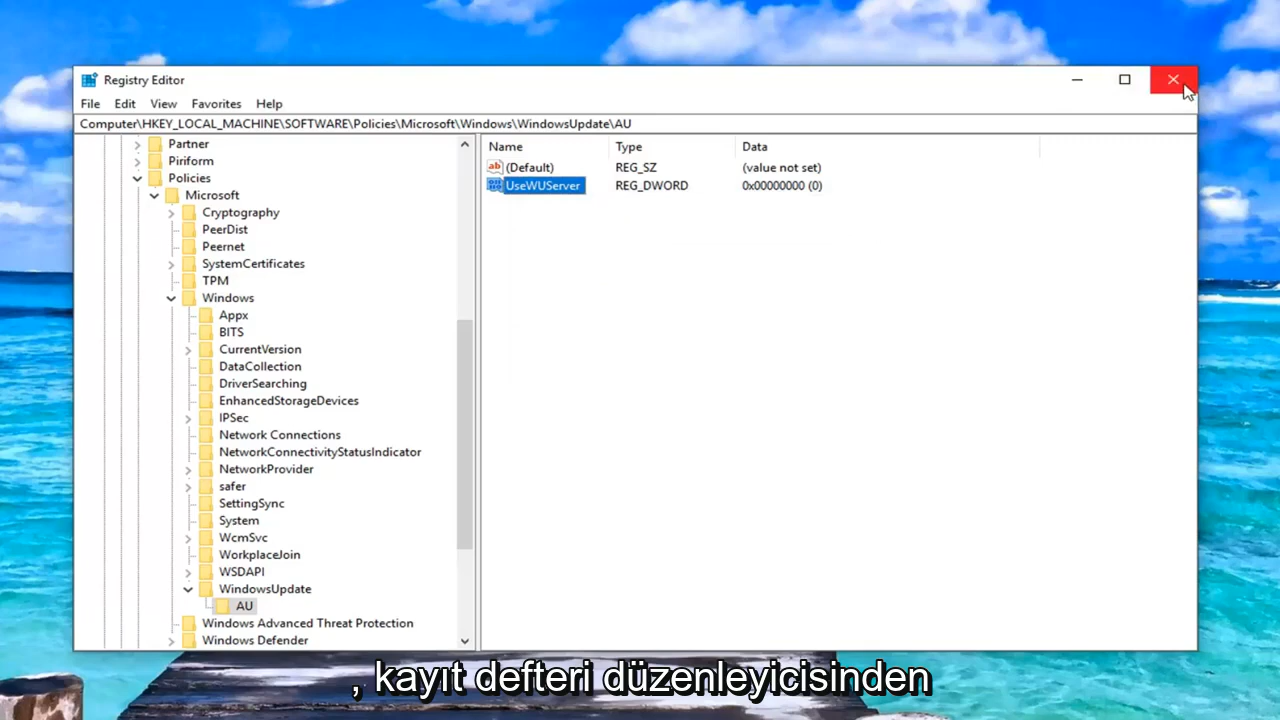 Registry Editor
File Edit View Favorites Help
Computer\HKEY_LOCAL_MACHINE\SOFTWARE\Policies\Microsoft\Windows\WindowsUpdate\AU
Partner
Piriform
Policies
Microsoft
Cryptography
PeerDist
Peernet
SystemCertificates
TPM
Windows
Appx
BITS
CurrentVersion
DataCollection
DriverSearching
EnhancedStorageDevices
IPSec
Network Connections
NetworkConnectivityStatusIndicator
NetworkProvider
safer
SettingSync
System
WcmSvc
WorkplaceJoin
WSDAPI
WindowsUpdate
AU
Windows Advanced Threat Protection
Windows Defender
Name Type Data
ab (Default) REG_SZ (value not set)
UseWUServer REG_DWORD 0x00000000 (0)
, kayıt defteri düzenleyicisinden